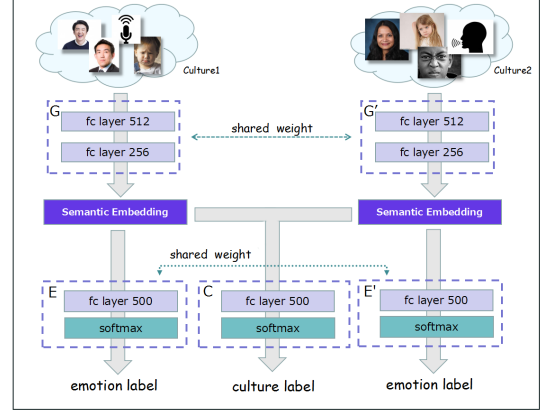 Culture1
Culture2
G
G'
fc layer 512
fc layer 512
shared weight
fc layer 256
fc layer 256
Semantic Embedding
Semantic Embedding
shared weight
E
C
E'
fc layer 500
fc layer 500
fc layer 500
softmax
softmax
softmax
emotion label
culture label
emotion label